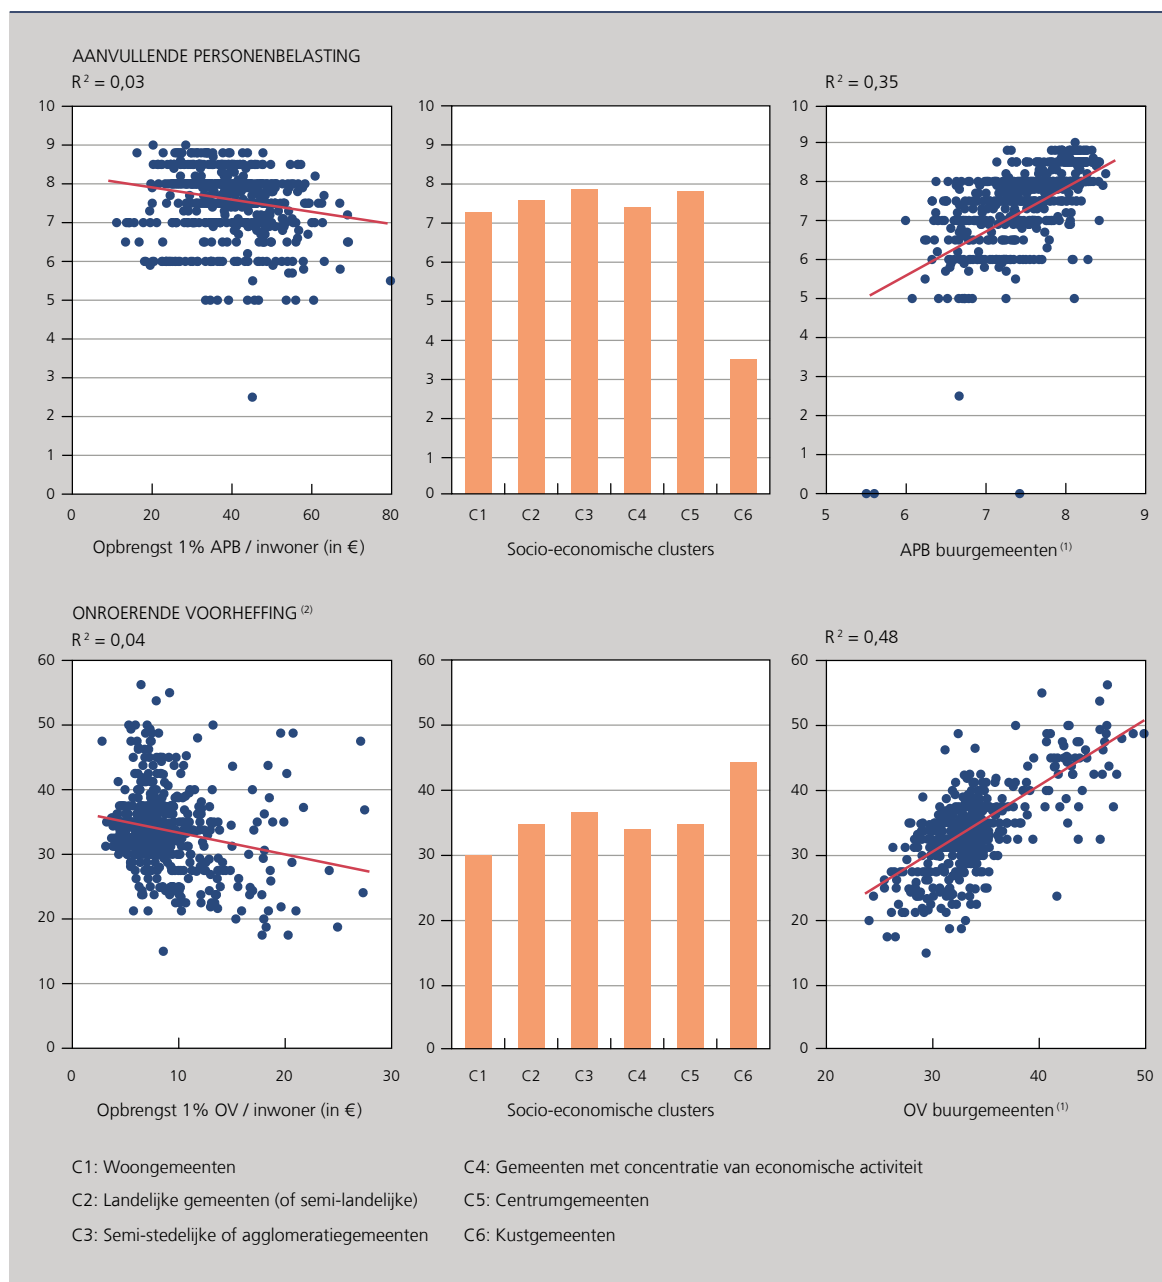 AANVULLENDE PERSONENBELASTING
R² = 0,03
10
9
8
7
6
5
4
3
2
1
0
0 20 40 60 80
Opbrengst 1% APB / inwoner (in €)
10
9
8
7
6
5
4
3
2
1
0
C1 C2 C3 C4 C5 C6
Socio-economische clusters
R² = 0,35
10
9
8
7
6
5
4
3
2
1
0
5 6 7 8 9
APB buurgemeenten (1)
ONROERENDE VOORHEFFING (2)
R² = 0,04
60
50
40
30
20
10
0
0 10 20 30
Opbrengst 1% OV / inwoner (in €)
60
50
40
30
20
10
0
C1 C2 C3 C4 C5 C6
Socio-economische clusters
R² = 0,48
60
50
40
30
20
10
0
20 30 40 50
OV buurgemeenten (1)
C1: Woongemeenten
C2: Landelijke gemeenten (of semi-landelijke)
C3: Semi-stedelijke of agglomeratiegemeenten
C4: Gemeenten met concentratie van economische activiteit
C5: Centrumgemeenten
C6: Kustgemeenten